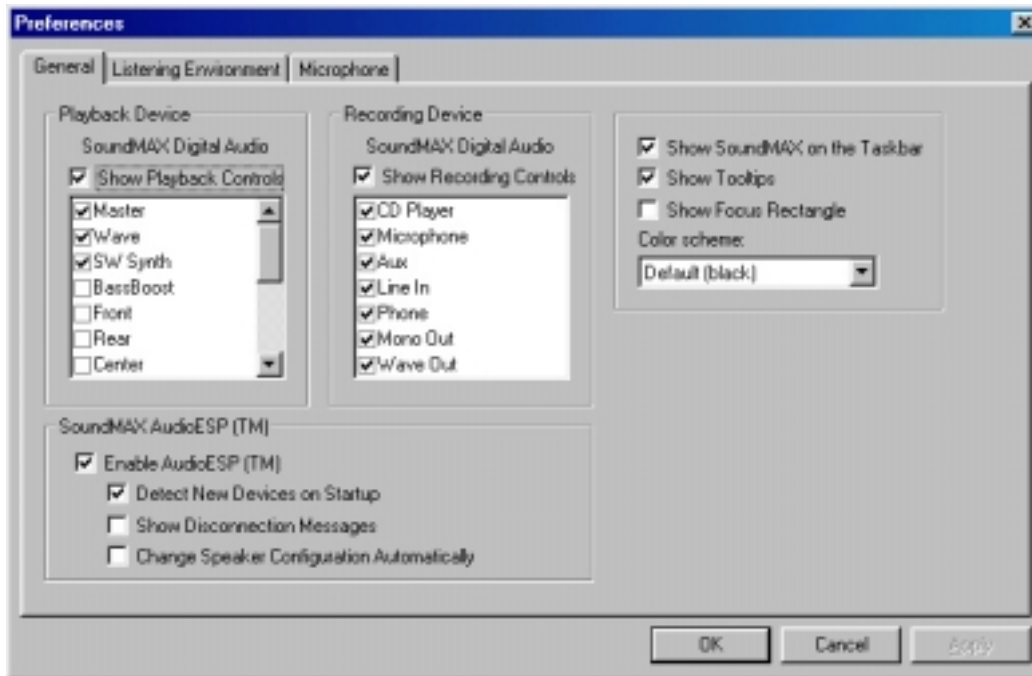 Preferences
General
Listening Environment
Microphone
Playback Device
SoundMAX Digital Audio
Show Playback Controls
Master
Wave
SW Synth
BassBoost
Front
Rear
Center
Recording Device
SoundMAX Digital Audio
Show Recording Controls
CD Player
Microphone
Aux
Line In
Phone
Mono Out
Wave Out
Show SoundMAX on the Taskbar
Show Tooltips
Show Focus Rectangle
Color scheme:
Default (black)
SoundMAX AudioESP (TM)
Enable AudioESP (TM)
Detect New Devices on Startup
Show Disconnection Messages
Change Speaker Configuration Automatically
OK
Cancel
Apply